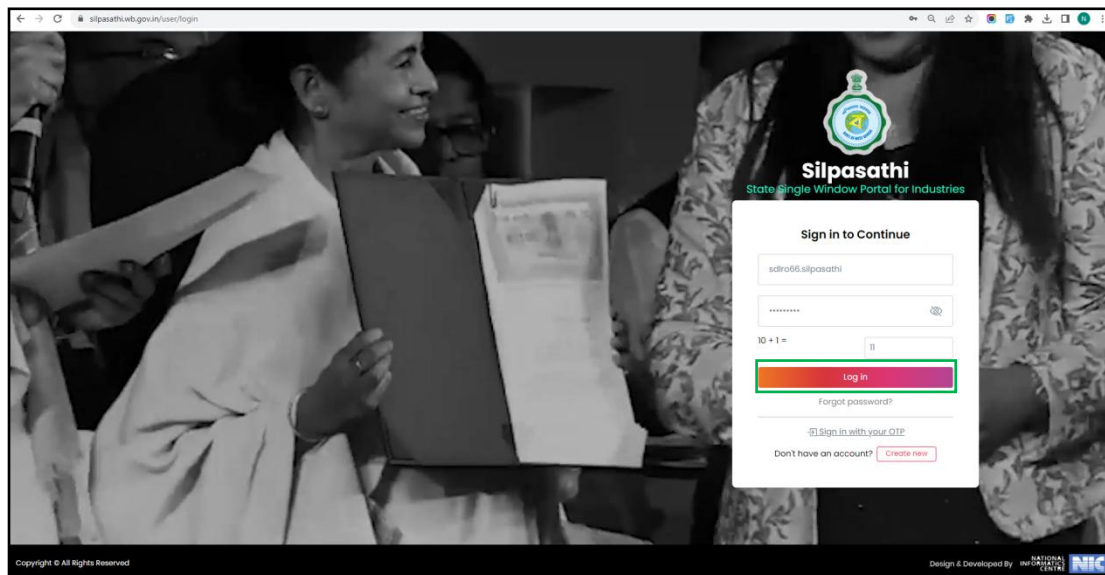 silpasathi.wb.gov.in/user/login
N
Silpasathi
State Single Window Portal for Industries
Sign in to Continue
sdlro66.silpasathi
•••••••••
10 + 1 =
11
Log in
Forgot password?
Sign in with your OTP
Don't have an account? Create new
Copyright © All Rights Reserved
Design & Developed By NATIONAL INFORMATICS CENTRE NIC